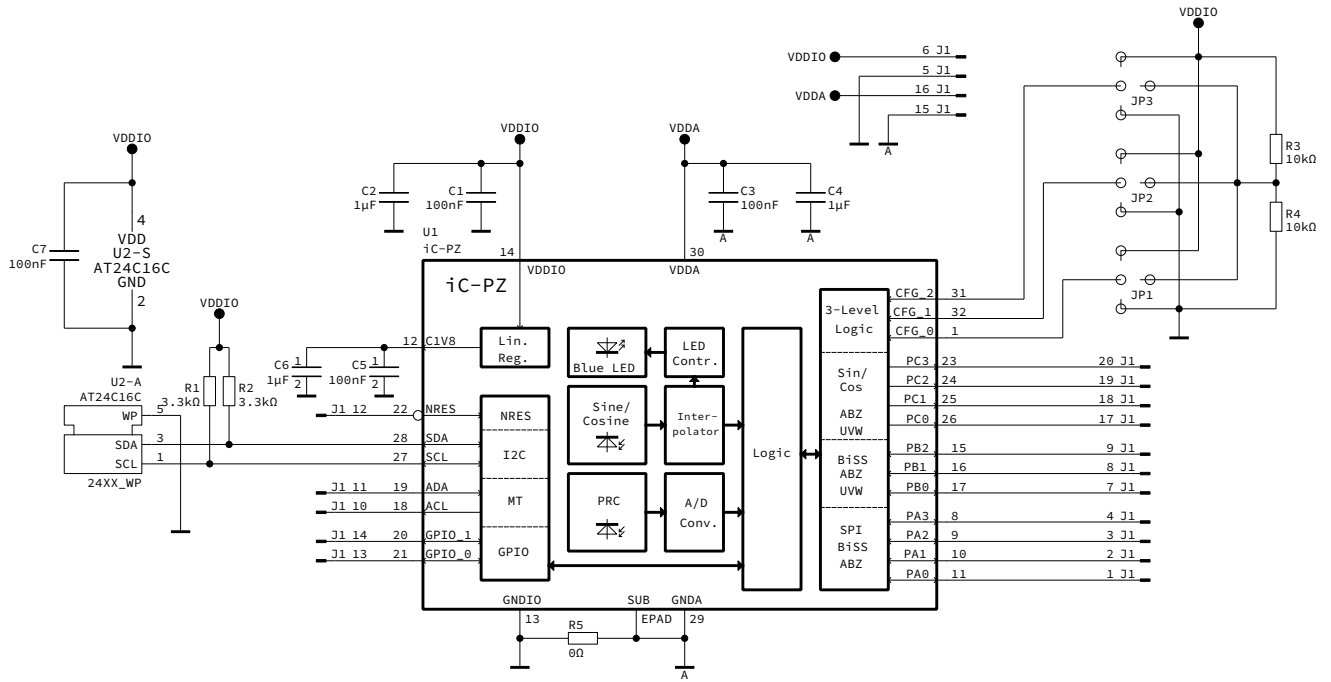 VDDIO
VDDIO
6 J1
5 J1
VDDA
16 J1
15 J1
A
JP3
R3
10kΩ
JP2
R4
10kΩ
JP1
VDDIO
C7
100nF
4
VDD
U2-S
AT24C16C
GND
2
VDDIO
C2
1µF
C1
100nF
VDDA
C3
100nF
A
C4
1µF
A
U1
iC-PZ
14
VDDIO
30
VDDA
iC-PZ
VDDIO
R1
3.3kΩ
R2
3.3kΩ
C6
1µF
1
2
C5
100nF
1
2
12 C1V8
Lin.
Reg.
Blue LED
LED
Contr.
U2-A
AT24C16C
WP
5
SDA
3
SCL
1
24XX_WP
J1 12
22 NRES
28 SDA
27 SCL
J1 11
19 ADA
J1 10
18 ACL
J1 14
20 GPIO_1
J1 13
21 GPIO_0
NRES
I2C
MT
GPIO
Sine/
Cosine
Inter-
polator
PRC
A/D
Conv.
Logic
3-Level
Logic
Sin/
Cos
ABZ
UVW
BiSS
ABZ
UVW
SPI
BiSS
ABZ
CFG_2 31
CFG_1 32
CFG_0 1
PC3 23
20 J1
PC2 24
19 J1
PC1 25
18 J1
PC0 26
17 J1
PB2 15
9 J1
PB1 16
8 J1
PB0 17
7 J1
PA3 8
4 J1
PA2 9
3 J1
PA1 10
2 J1
PA0 11
1 J1
GNDIO
13
SUB
EPAD
GNDA
29
R5
0Ω
A